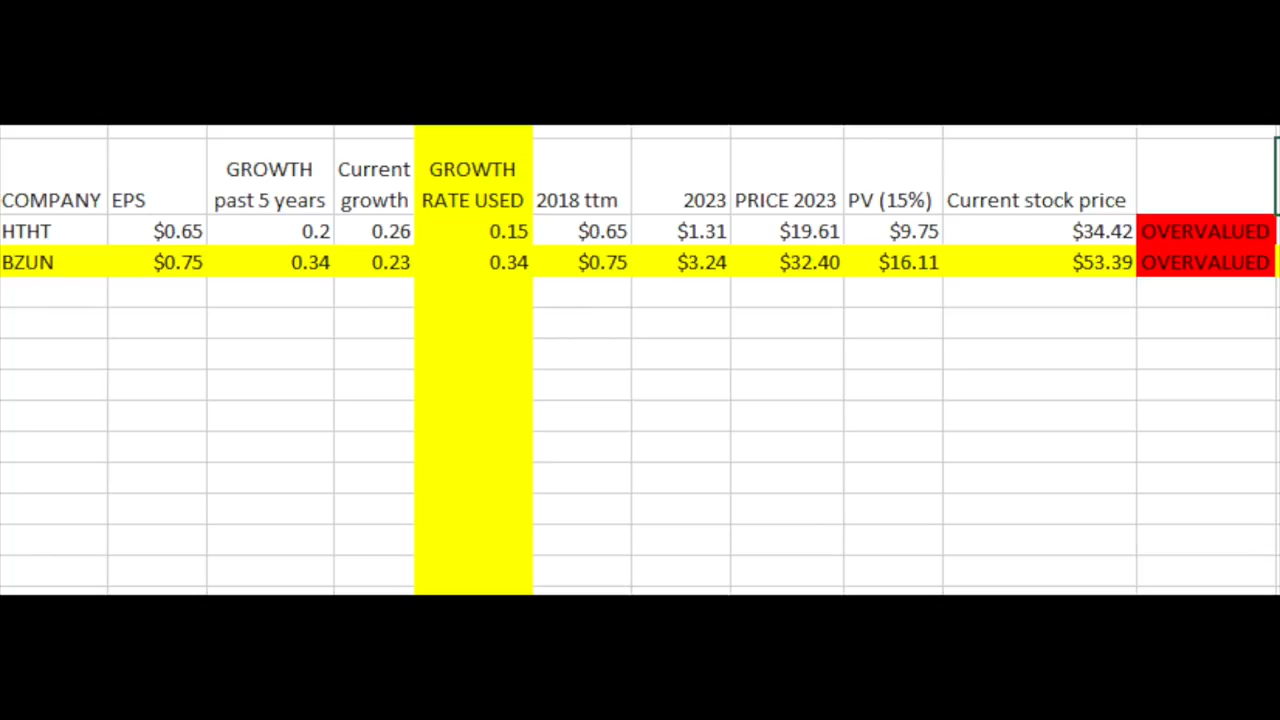 GROWTH Current GROWTH
COMPANY EPS past 5 years growth RATE USED 2018 ttm 2023 PRICE 2023 PV (15%) Current stock price
HTHT $0.65 0.2 0.26 0.15 $0.65 $1.31 $19.61 $9.75 $34.42 OVERVALUED
BZUN $0.75 0.34 0.23 0.34 $0.75 $3.24 $32.40 $16.11 $53.39 OVERVALUED